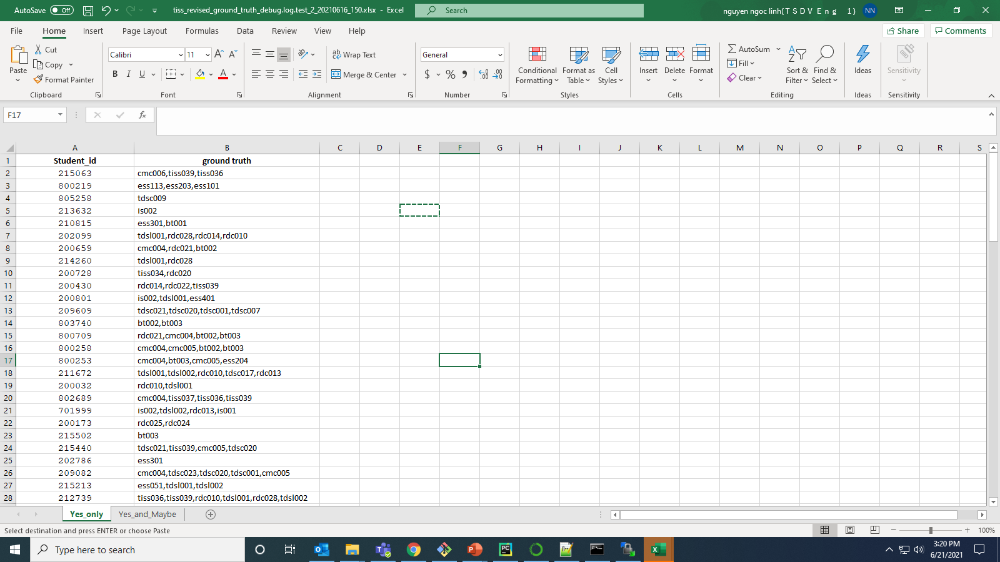 AutoSave Off tiss_revised_ground_truth_debug.log.test_2_20210616_150.xlsx - Excel Search nguyen ngoc linh(T S D V E n g 1) NN
File Home Insert Page Layout Formulas Data Review View Help Share Comments
Paste Cut Copy Format Painter Clipboard
Calibri 11 B I U A Font
Wrap Text Merge & Center Alignment
General $ % Number
Conditional Formatting Format as Table Cell Styles Styles
Insert Delete Format Cells
AutoSum Fill Clear Sort & Filter Find & Select Editing
Ideas Ideas
Sensitivity Sensitivity
F17 fx
A B C D E F G H I J K L M N O P Q R S
1 Student_id ground truth
2 215063 cmc006,tiss039,tiss036
3 800219 ess113,ess203,ess101
4 805258 tdsc009
5 213632 is002
6 210815 ess301,bt001
7 202099 tdsl001,rdc028,rdc014,rdc010
8 200659 cmc004,rdc021,bt002
9 214260 tdsl001,rdc028
10 200728 tiss034,rdc020
11 200430 rdc014,rdc022,tiss039
12 200801 is002,tdsl001,ess401
13 209609 tdsc021,tdsc020,tdsc001,tdsc007
14 803740 bt002,bt003
15 800709 rdc021,cmc004,bt002,bt003
16 800258 cmc004,cmc005,bt002,bt003
17 800253 cmc004,bt003,cmc005,ess204
18 211672 tdsl001,tdsl002,rdc010,tdsc017,rdc013
19 200032 rdc010,tdsl001
20 802689 cmc004,tiss037,tiss036,tiss039
21 701999 is002,tdsl002,rdc013,is001
22 200173 rdc025,rdc024
23 215502 bt003
24 215440 tdsc021,tiss039,cmc005,tdsc020
25 202786 ess301
26 209082 cmc004,tdsc023,tdsc020,tdsc001,cmc005
27 215213 ess051,tdsl001,tdsl002
28 212739 tiss036,tiss039,rdc010,tdsl001,rdc028,tdsl002
Yes_only Yes_and_Maybe
Select destination and press ENTER or choose Paste 100%
Type here to search
3:20 PM
6/21/2021